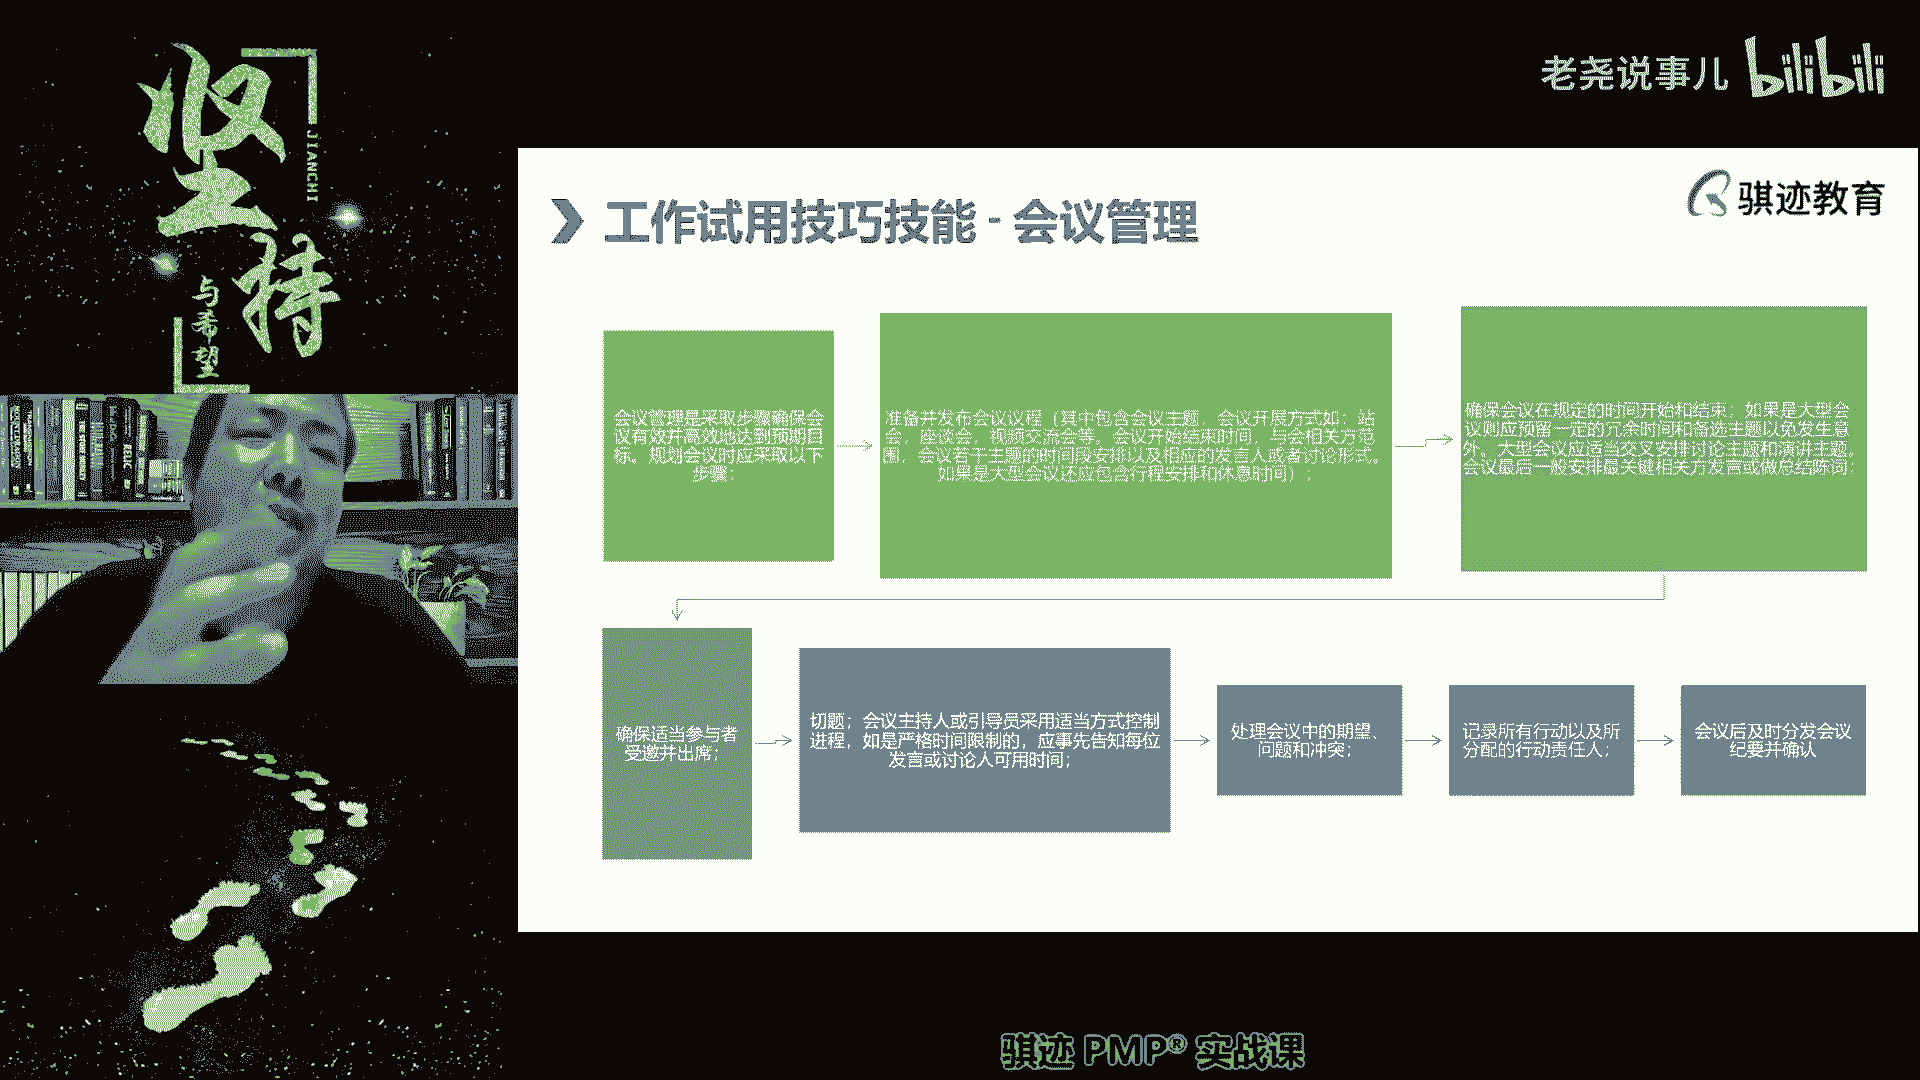 坚持
JIANCHI
与希望
老尧说事儿 bilibili
骐迹教育
工作试用技巧技能 - 会议管理
会议管理是采取步骤确保会
议有效并高效地达到预期目
标。规划会议时应采取以下
步骤：
准备并发布会议议程（其中包含会议主题，会议开展方式如：站
会，座谈会，视频交流会等。会议开始结束时间，与会相关方范
围，会议若干主题的时间段安排以及相应的发言人或者讨论形式。
如果是大型会议还应包含行程安排和休息时间）；
确保会议在规定的时间开始和结束；如果是大型会
议则应预留一定的冗余时间和备选主题以免发生意
外。大型会议应适当交叉安排讨论主题和演讲主题。
会议最后一般安排最关键相关方发言或做总结陈词；
确保适当参与者
受邀并出席；
切题；会议主持人或引导员采用适当方式控制
进程，如是严格时间限制的，应事先告知每位
发言或讨论人可用时间；
处理会议中的期望、
问题和冲突；
记录所有行动以及所
分配的行动责任人；
会议后及时分发会议
纪要并确认
骐迹 PMP® 实战课